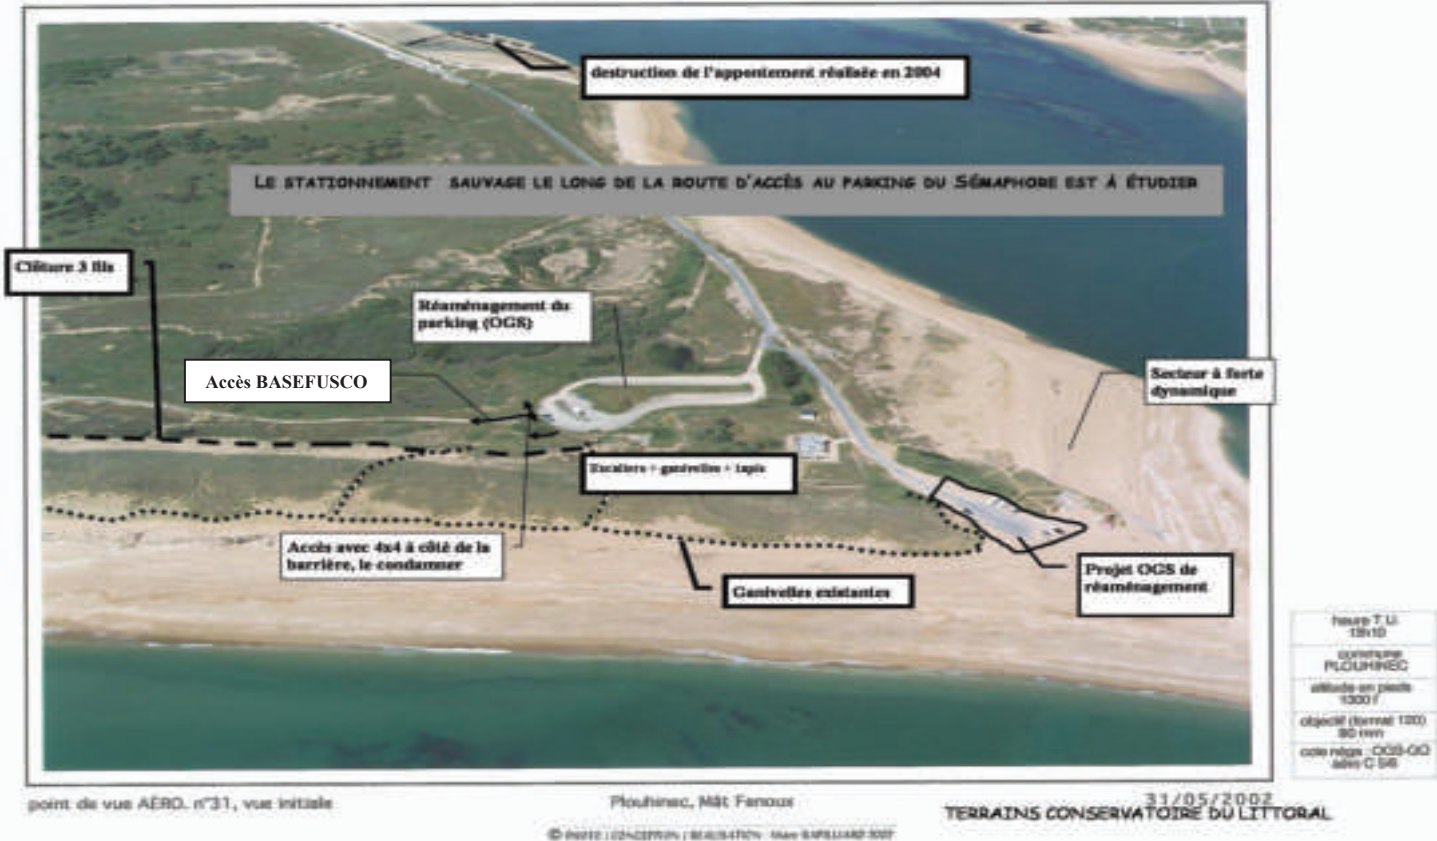 destruction de l'appontement réalisée en 2004
LE STATIONNEMENT SAUVAGE LE LONG DE LA ROUTE D'ACCÈS AU PARKING DU SÉMAPHORE EST À ÉTUDIER
Clôture 3 fils
Réaménagement du
parking (OGS)
Accès BASEFUSCO
Secteur à forte
dynamique
Escaliers + ganivelles + tapis
Accès avec 4x4 à côté de la
barrière, le condamner
Ganivelles existantes
Projet OGS de
réaménagement
heure T.U.
commune
PLOUHINEC
altitude en pieds
1300 f
objectif (format 120)
80 mm
point de vue AÉRO. n°31, vue initiale
Plouhinec, Mât Fenoux
31/05/2002
TERRAINS CONSERVATOIRE DU LITTORAL
© PHOTO / CONCEPTION / REALISATION